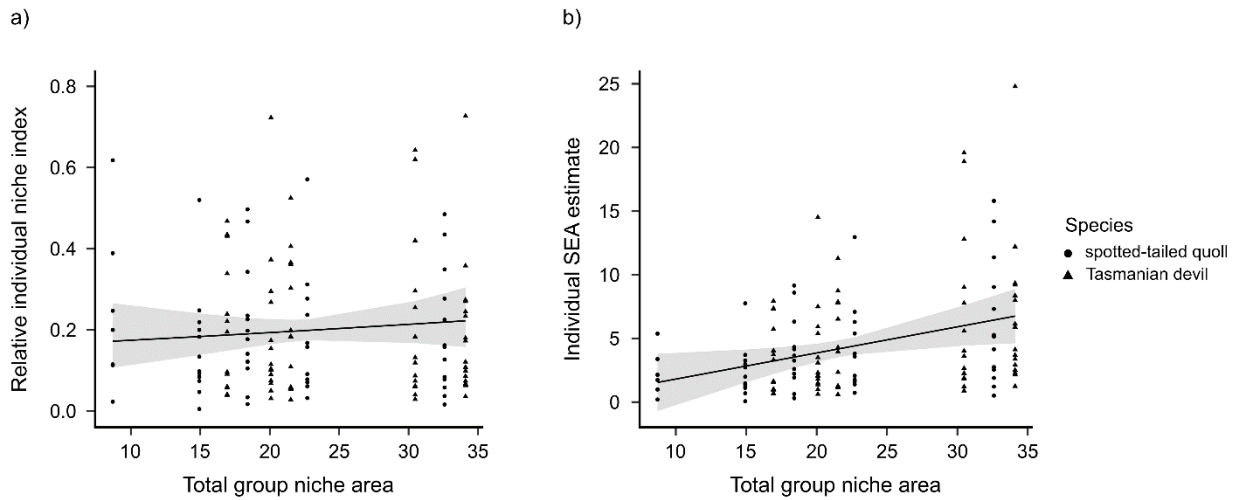 a)
Relative individual niche index
0.8
0.6
0.4
0.2
0.0
10 15 20 25 30 35
Total group niche area
b)
Individual SEA estimate
25
20
15
10
5
0
10 15 20 25 30 35
Total group niche area
Species
spotted-tailed quoll
Tasmanian devil